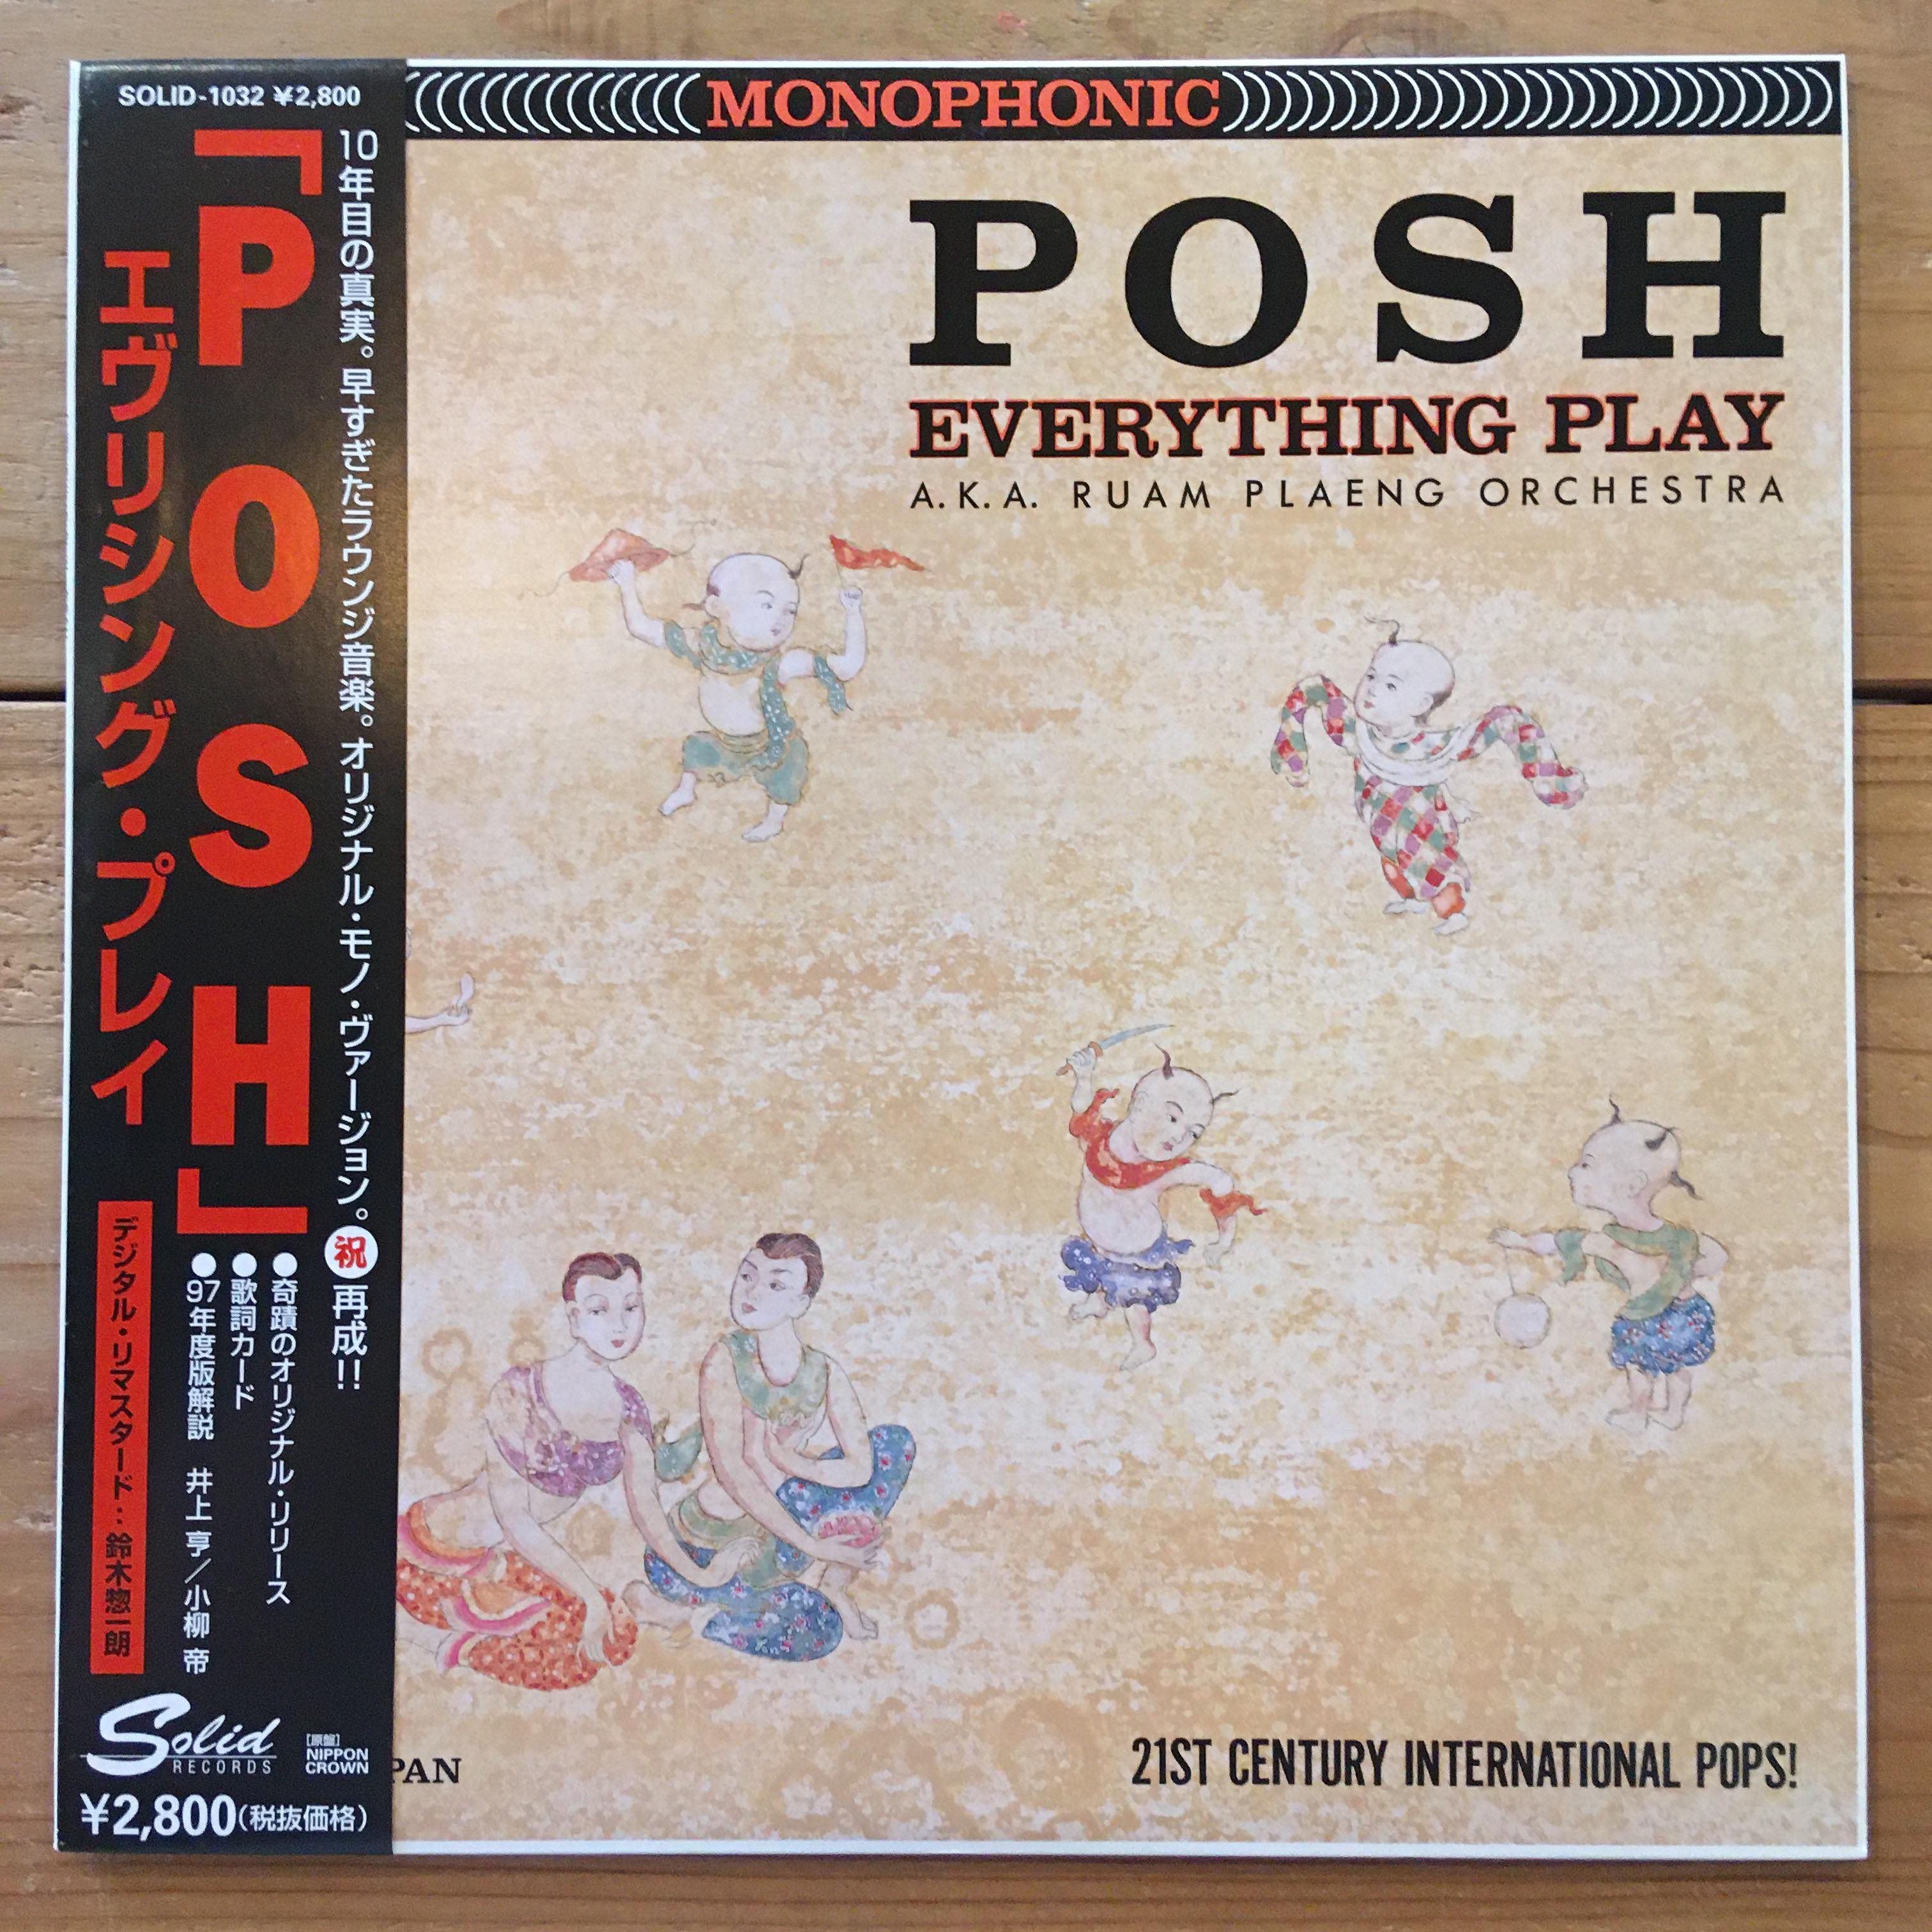 SOLID-1032 ¥2,800
10年目の真実。早すぎたラウンジ音楽。オリジナル・モノ・ヴァージョン。祝再成!!
「POSH」
エヴリシング・プレイ
●奇蹟のオリジナル・リリース
●歌詞カード
●97年度版解説 井上 亨/小柳 帝
デジタル・リマスタード:鈴木惣一朗
Solid
RECORDS
[原盤]
NIPPON
CROWN
¥2,800(税抜価格)
MONOPHONIC
POSH
EVERYTHING PLAY
A.K.A. RUAM PLAENG ORCHESTRA
PAN
21ST CENTURY INTERNATIONAL POPS!